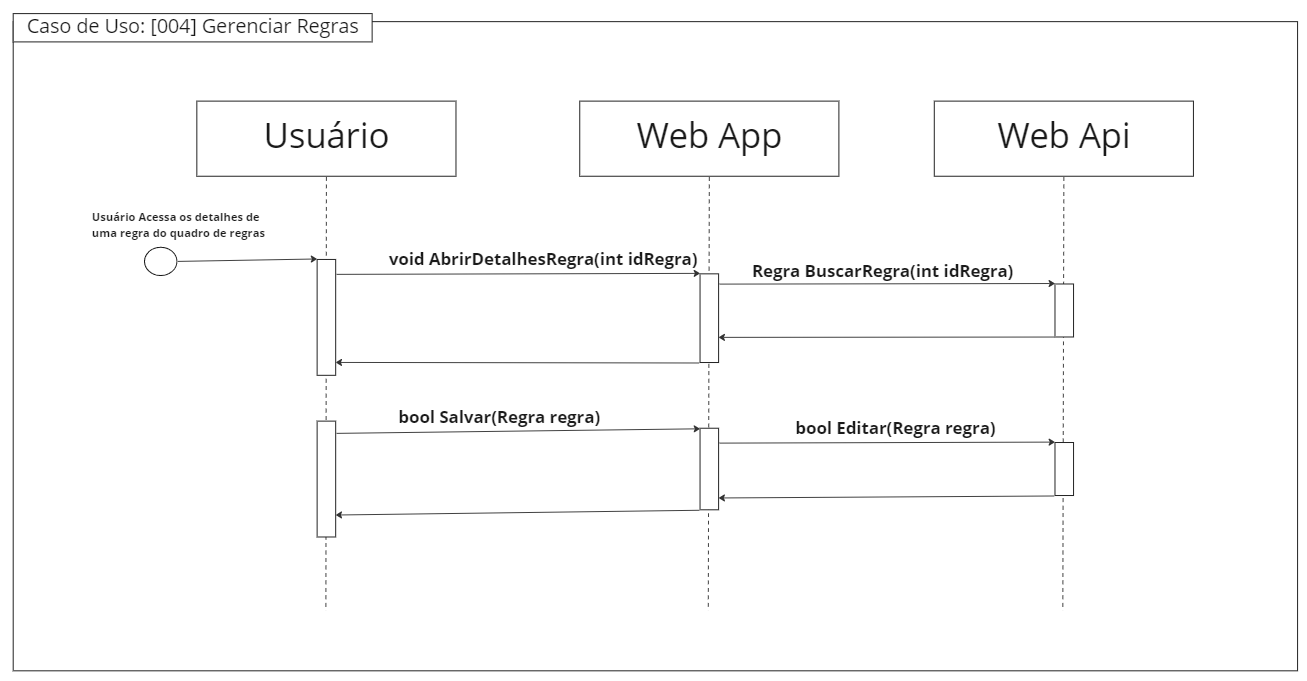 Caso de Uso: [004] Gerenciar Regras
Usuário
Web App
Web Api
Usuário Acessa os detalhes de
uma regra do quadro de regras
void AbrirDetalhesRegra(int idRegra)
Regra BuscarRegra(int idRegra)
bool Salvar(Regra regra)
bool Editar(Regra regra)